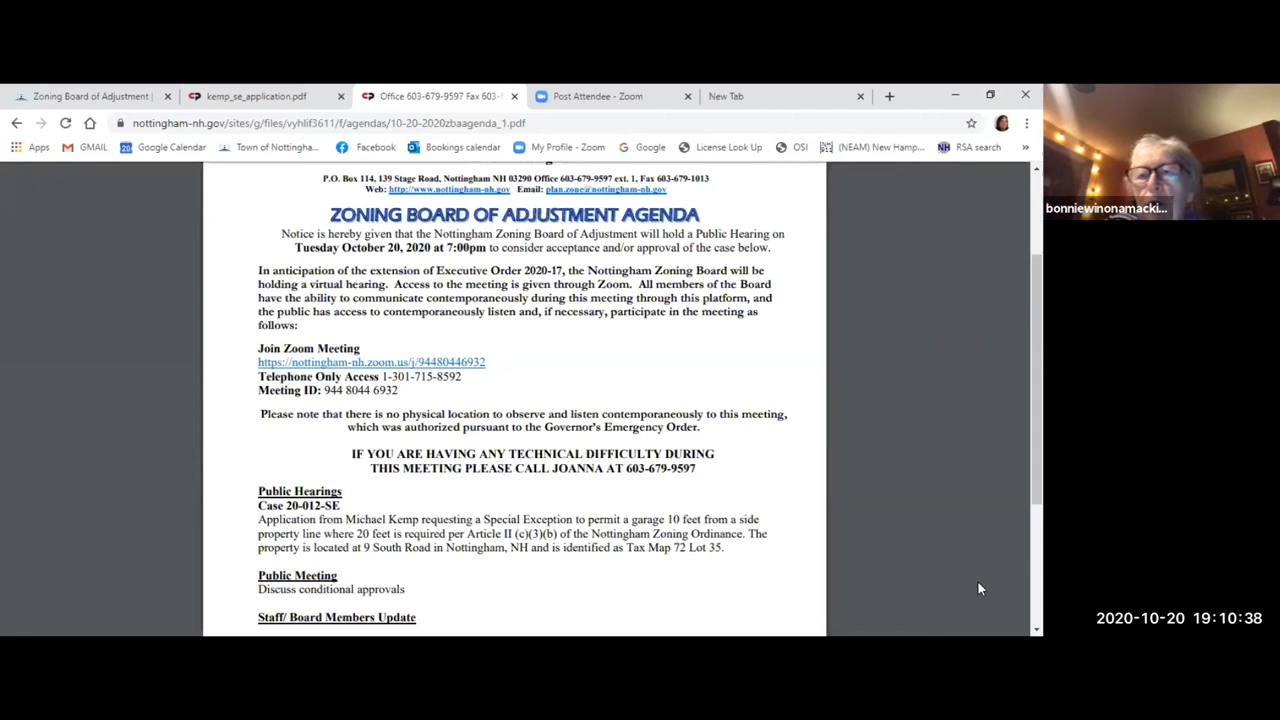 Zoning Board of Adjustment |
kemp_se_application.pdf
Office 603-679-9597 Fax 603-
Post Attendee - Zoom
New Tab
nottingham-nh.gov/sites/g/files/vyhlif3611/f/agendas/10-20-2020zbaagenda_1.pdf
Apps GMAIL Google Calendar Town of Nottingha... Facebook Bookings calendar My Profile - Zoom Google License Look Up OSI (NEAM) New Hamp... RSA search »
P.O. Box 114, 139 Stage Road, Nottingham NH 03290 Office 603-679-9597 ext. 1, Fax 603-679-1013
Web: http://www.nottingham-nh.gov Email: plan.zone@nottingham-nh.gov
ZONING BOARD OF ADJUSTMENT AGENDA
Notice is hereby given that the Nottingham Zoning Board of Adjustment will hold a Public Hearing on
Tuesday October 20, 2020 at 7:00pm to consider acceptance and/or approval of the case below.
In anticipation of the extension of Executive Order 2020-17, the Nottingham Zoning Board will be
holding a virtual hearing. Access to the meeting is given through Zoom. All members of the Board
have the ability to communicate contemporaneously during this meeting through this platform, and
the public has access to contemporaneously listen and, if necessary, participate in the meeting as
follows:
Join Zoom Meeting
https://nottingham-nh.zoom.us/j/94480446932
Telephone Only Access 1-301-715-8592
Meeting ID: 944 8044 6932
Please note that there is no physical location to observe and listen contemporaneously to this meeting,
which was authorized pursuant to the Governor's Emergency Order.
IF YOU ARE HAVING ANY TECHNICAL DIFFICULTY DURING
THIS MEETING PLEASE CALL JOANNA AT 603-679-9597
Public Hearings
Case 20-012-SE
Application from Michael Kemp requesting a Special Exception to permit a garage 10 feet from a side
property line where 20 feet is required per Article II (c)(3)(b) of the Nottingham Zoning Ordinance. The
property is located at 9 South Road in Nottingham, NH and is identified as Tax Map 72 Lot 35.
Public Meeting
Discuss conditional approvals
Staff/ Board Members Update
bonniewinonamacki...
2020-10-20 19:10:38